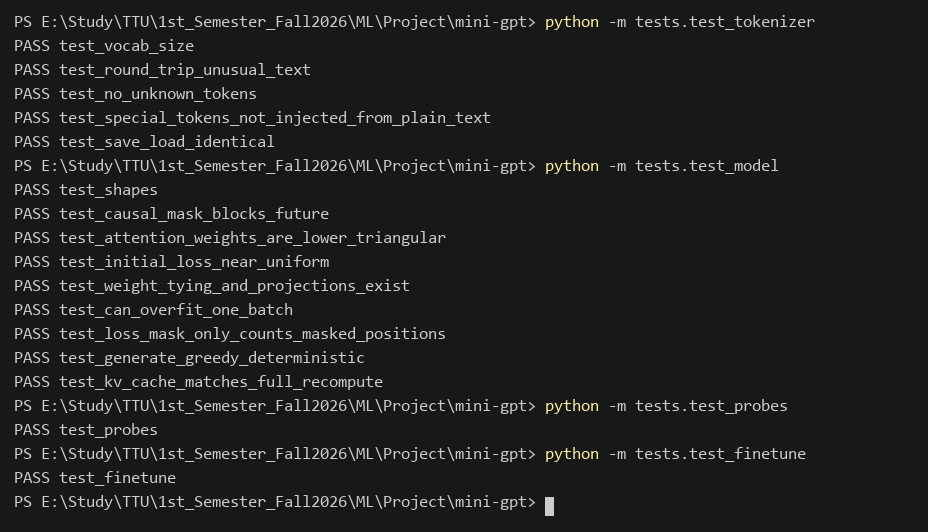 PS E:\Study\TTU\1st_Semester_Fall2026\ML\Project\mini-gpt> python -m tests.test_tokenizer
PASS test_vocab_size
PASS test_round_trip_unusual_text
PASS test_no_unknown_tokens
PASS test_special_tokens_not_injected_from_plain_text
PASS test_save_load_identical
PS E:\Study\TTU\1st_Semester_Fall2026\ML\Project\mini-gpt> python -m tests.test_model
PASS test_shapes
PASS test_causal_mask_blocks_future
PASS test_attention_weights_are_lower_triangular
PASS test_initial_loss_near_uniform
PASS test_weight_tying_and_projections_exist
PASS test_can_overfit_one_batch
PASS test_loss_mask_only_counts_masked_positions
PASS test_generate_greedy_deterministic
PASS test_kv_cache_matches_full_recompute
PS E:\Study\TTU\1st_Semester_Fall2026\ML\Project\mini-gpt> python -m tests.test_probes
PASS test_probes
PS E:\Study\TTU\1st_Semester_Fall2026\ML\Project\mini-gpt> python -m tests.test_finetune
PASS test_finetune
PS E:\Study\TTU\1st_Semester_Fall2026\ML\Project\mini-gpt>